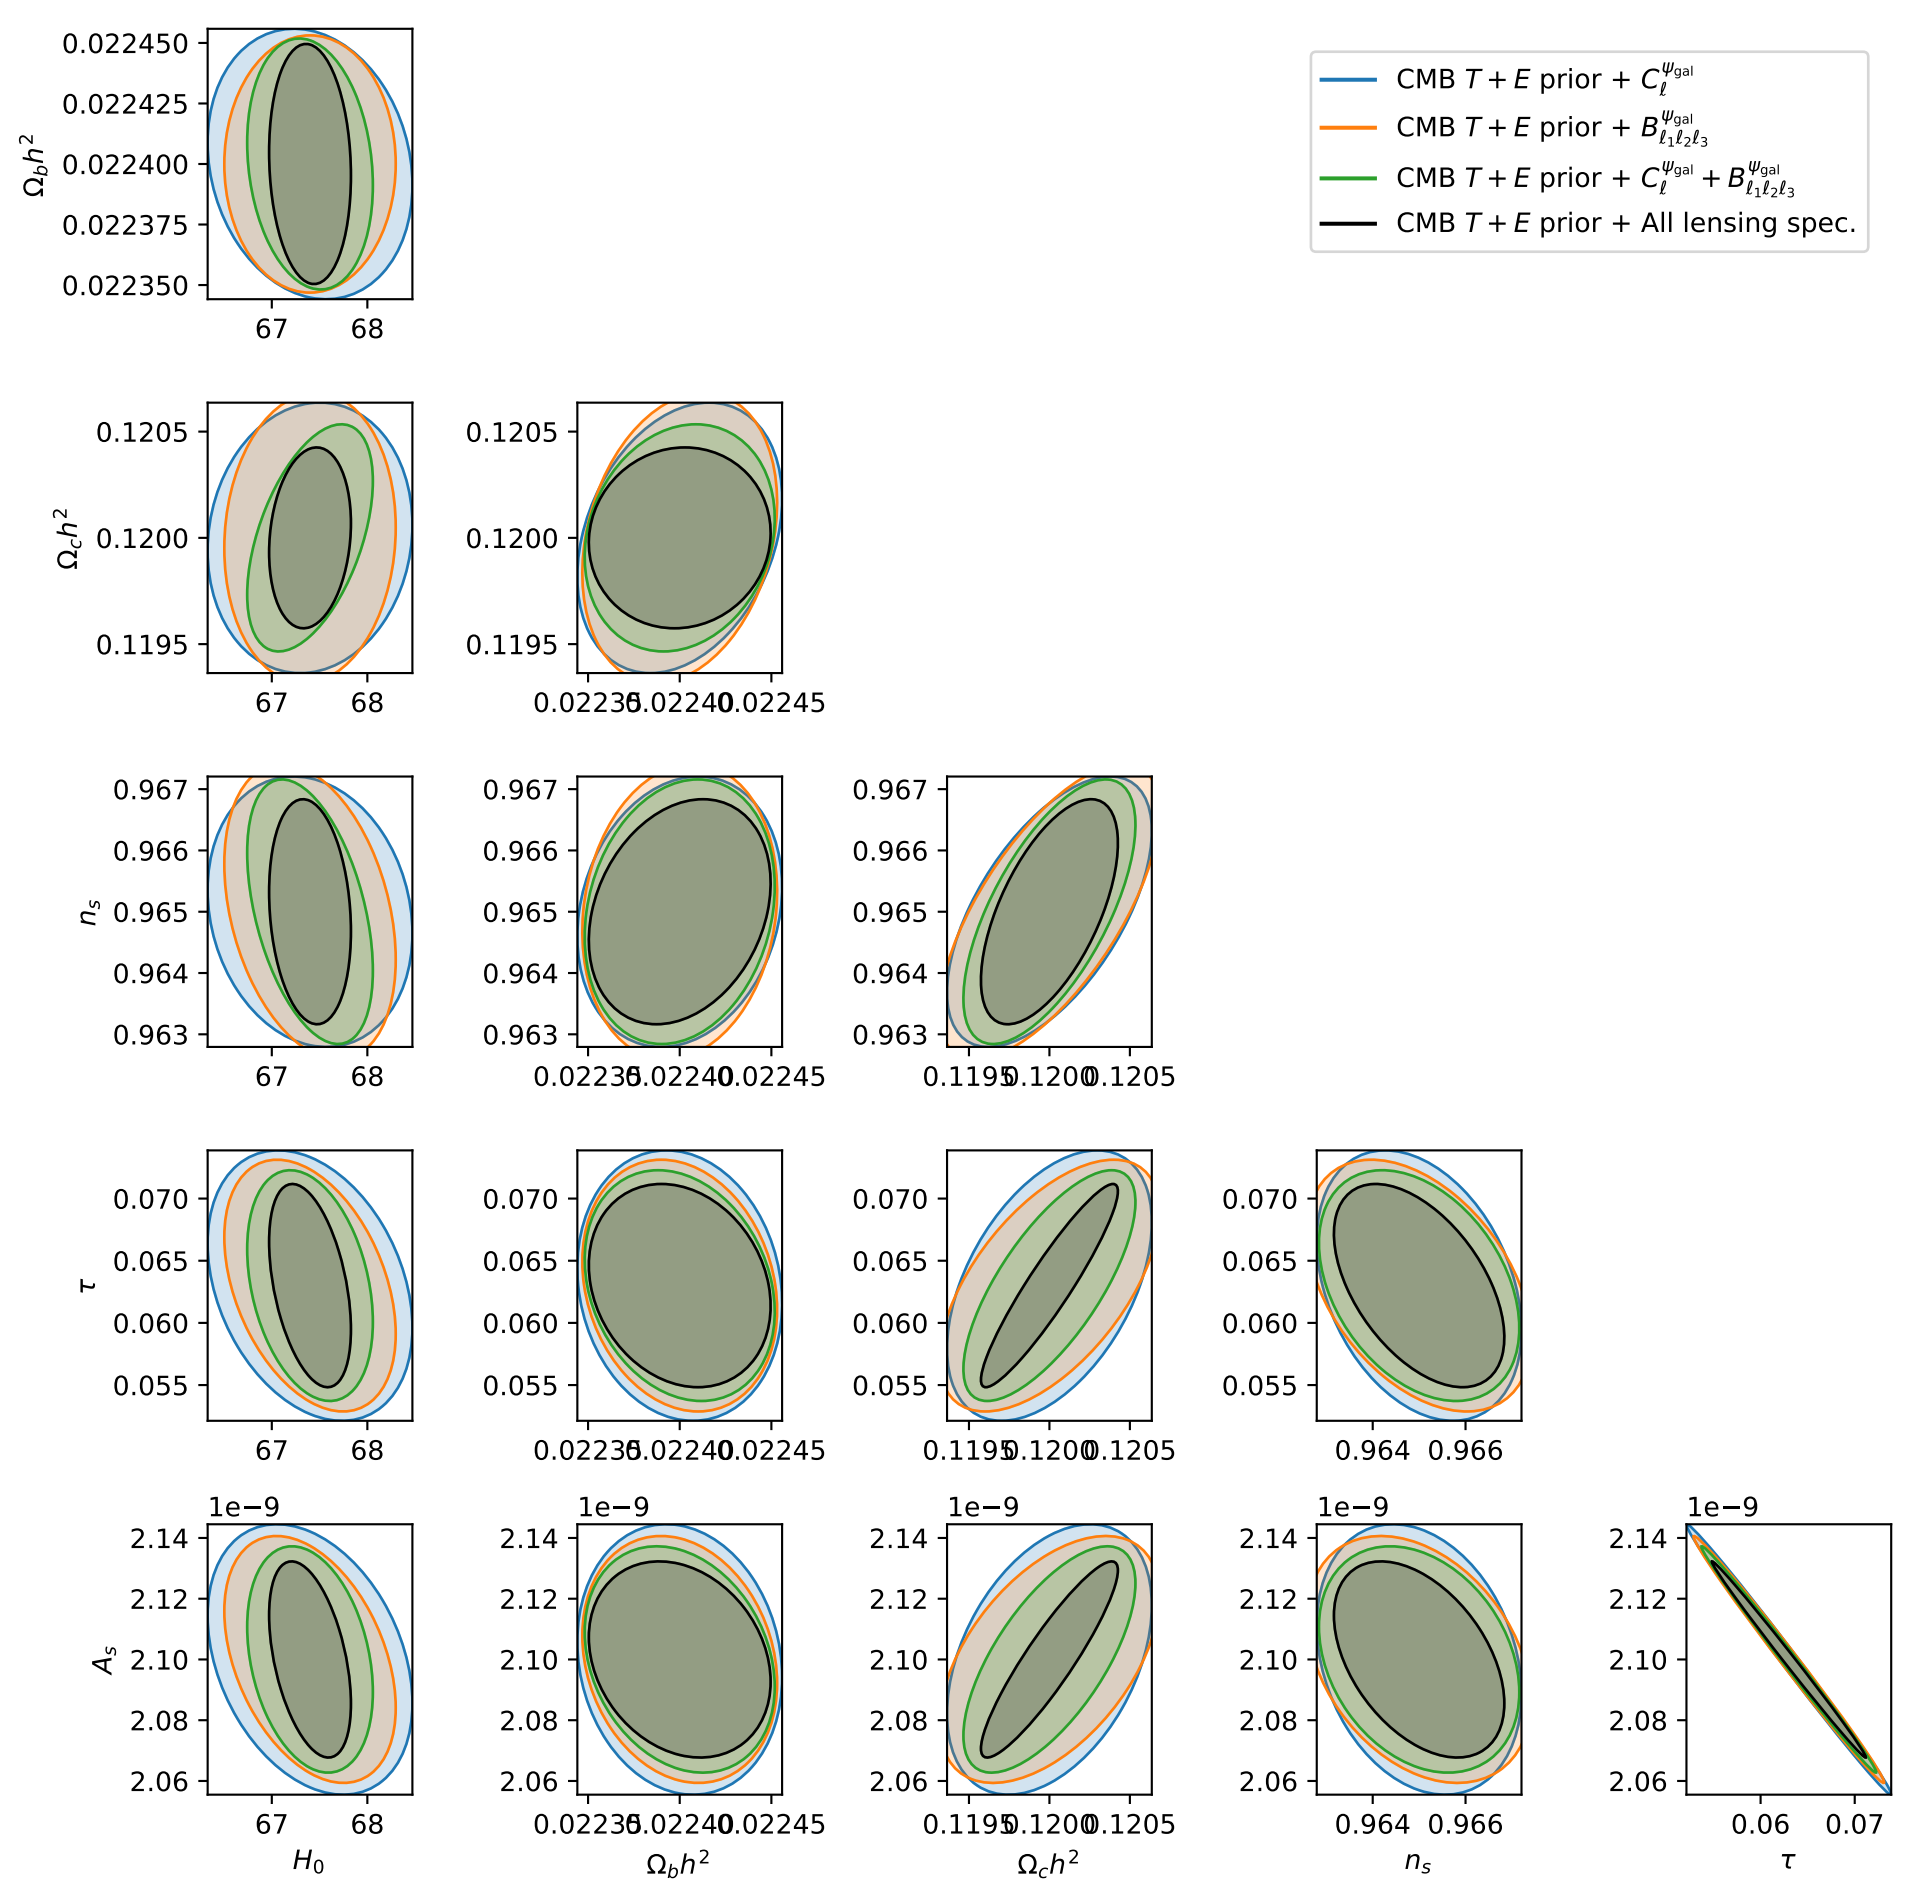 0.022450
0.022425
0.022400
0.022375
0.022350
Ω_b h²
67 68
CMB T + E prior + C_ℓ^{ψ_gal}
CMB T + E prior + B_{ℓ₁ℓ₂ℓ₃}^{ψ_gal}
CMB T + E prior + C_ℓ^{ψ_gal} + B_{ℓ₁ℓ₂ℓ₃}^{ψ_gal}
CMB T + E prior + All lensing spec.
0.1205
0.1200
0.1195
Ω_c h²
67 68
0.1205
0.1200
0.1195
0.02235 0.02240 0.02245
0.967
0.966
0.965
0.964
0.963
n_s
67 68
0.967
0.966
0.965
0.964
0.963
0.02235 0.02240 0.02245
0.967
0.966
0.965
0.964
0.963
0.1195 0.1200 0.1205
0.070
0.065
0.060
0.055
τ
67 68
0.070
0.065
0.060
0.055
0.02235 0.02240 0.02245
0.070
0.065
0.060
0.055
0.1195 0.1200 0.1205
0.070
0.065
0.060
0.055
0.964 0.966
1e−9
2.14
2.12
2.10
2.08
2.06
A_s
67 68
H₀
1e−9
2.14
2.12
2.10
2.08
2.06
0.02235 0.02240 0.02245
Ω_b h²
1e−9
2.14
2.12
2.10
2.08
2.06
0.1195 0.1200 0.1205
Ω_c h²
1e−9
2.14
2.12
2.10
2.08
2.06
0.964 0.966
n_s
1e−9
2.14
2.12
2.10
2.08
2.06
0.06 0.07
τ